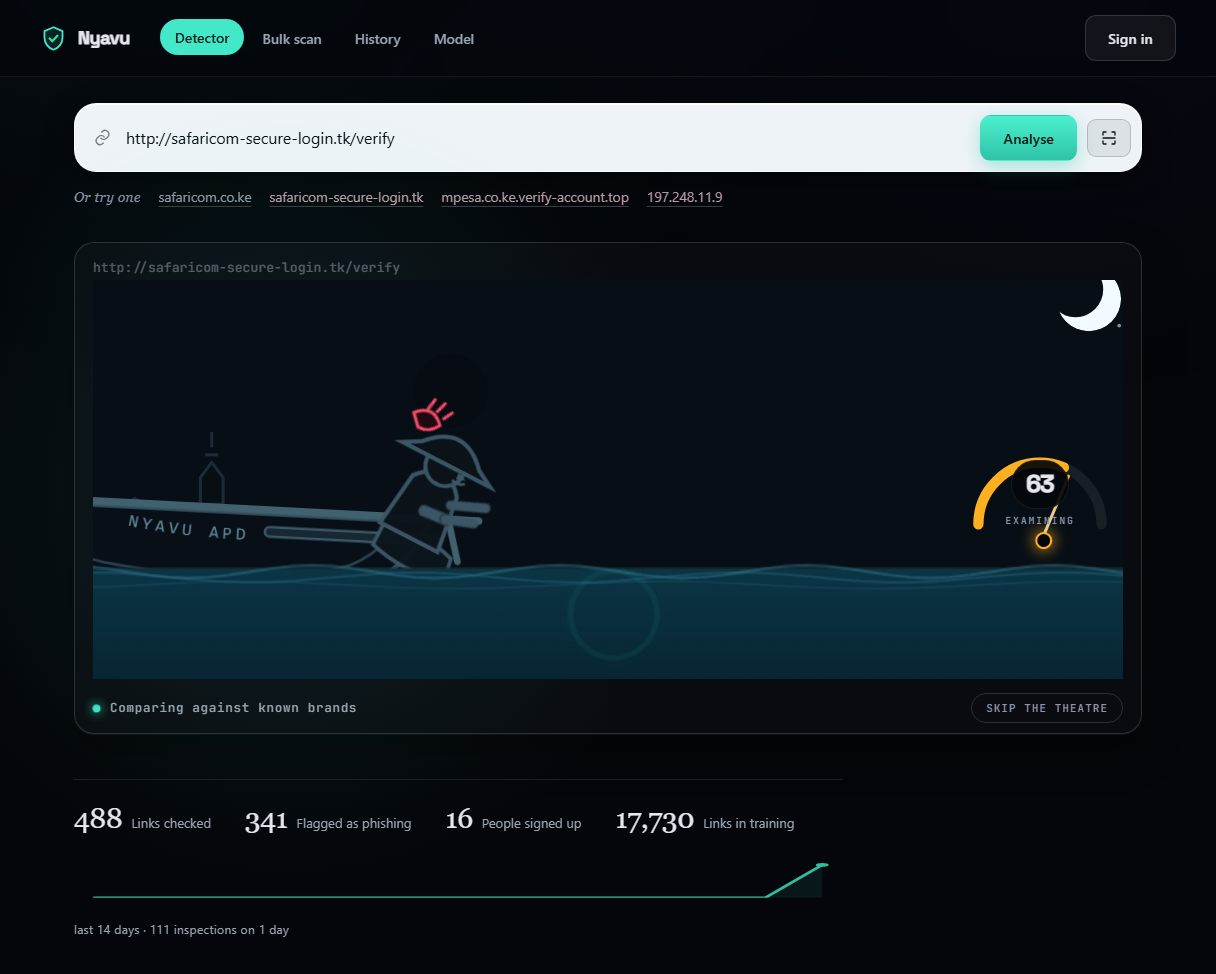 Nyavu Detector Bulk scan History Model Sign in
http://safaricom-secure-login.tk/verify Analyse
Or try one safaricom.co.ke safaricom-secure-login.tk mpesa.co.ke.verify-account.top 197.248.11.9
http://safaricom-secure-login.tk/verify
63
EXAMINING
NYAVU APD
Comparing against known brands SKIP THE THEATRE
488 Links checked 341 Flagged as phishing 16 People signed up 17,730 Links in training
last 14 days · 111 inspections on 1 day